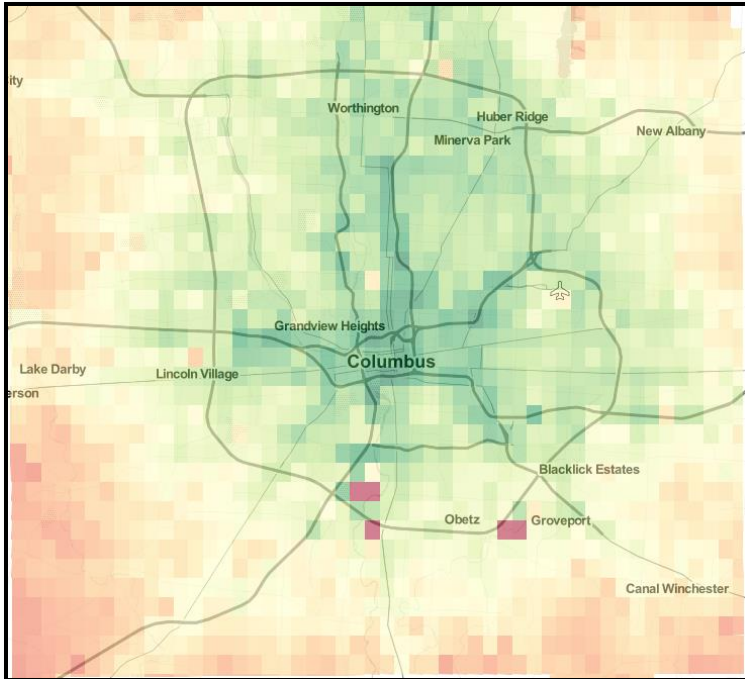 ity
Worthington
Huber Ridge
Minerva Park
New Albany
Grandview Heights
Columbus
Lake Darby
Lincoln Village
erson
Blacklick Estates
Obetz
Groveport
Canal Winchester